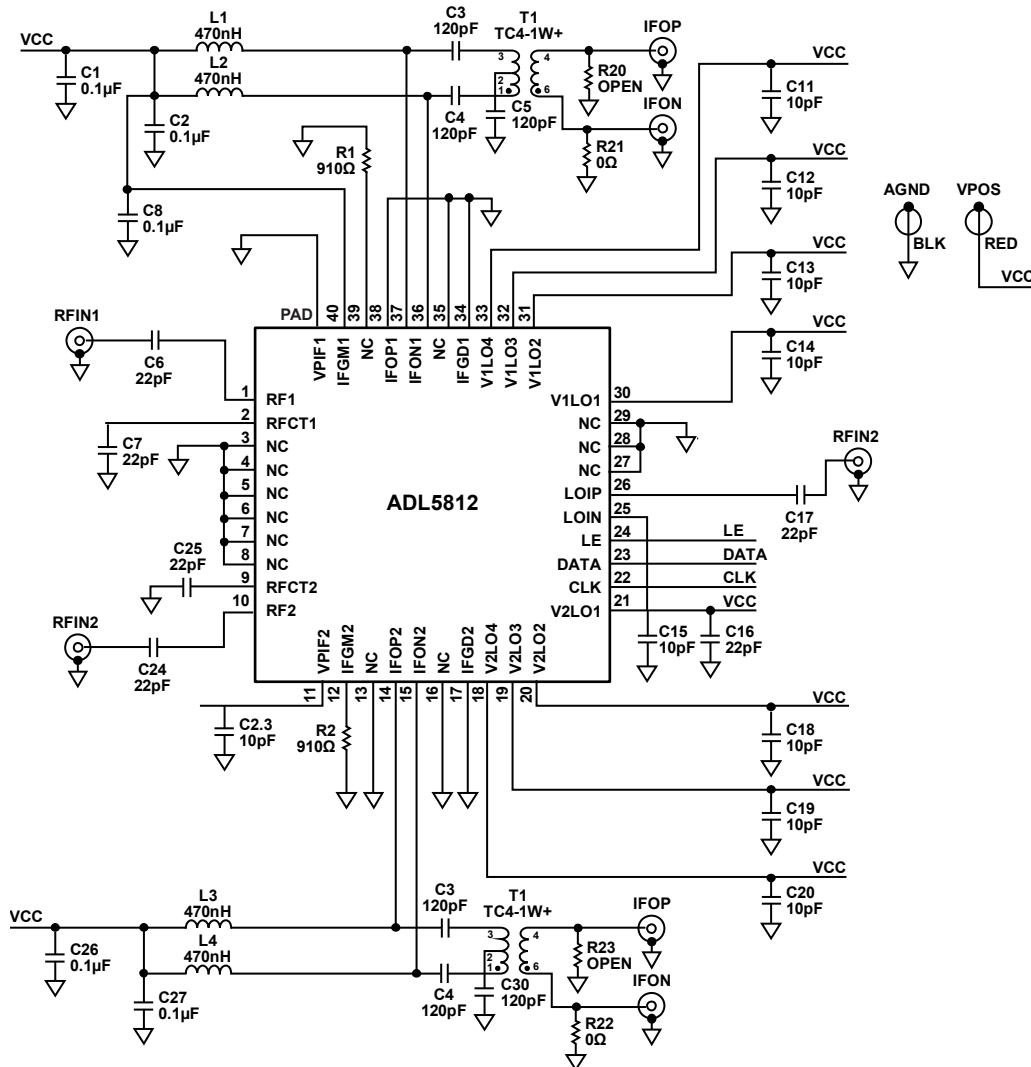 VCC
C1
0.1µF
L1
470nH
L2
470nH
C2
0.1µF
C8
0.1µF
C3
120pF
C4
120pF
T1
TC4-1W+
3
2
1
4
6
C5
120pF
R20
OPEN
IFOP
R21
0Ω
IFON
R1
910Ω
VCC
C11
10pF
VCC
C12
10pF
VCC
C13
10pF
VCC
C14
10pF
AGND
BLK
VPOS
RED
VCC
PAD
40
39
38
37
36
35
34
33
32
31
VPIF1
IFGM1
NC
IFOP1
IFON1
NC
IFGD1
V1LO4
V1LO3
V1LO2
RFIN1
C6
22pF
C7
22pF
C25
22pF
RFIN2
C24
22pF
1 RF1
2 RFCT1
3 NC
4 NC
5 NC
6 NC
7 NC
8 NC
9 RFCT2
10 RF2
ADL5812
V1LO1 30
NC 29
NC 28
NC 27
LOIP 26
LOIN 25
LE 24
DATA 23
CLK 22
V2LO1 21
RFIN2
C17
22pF
LE
DATA
CLK
VCC
C15
10pF
C16
22pF
VPIF2
IFGM2
NC
IFOP2
IFON2
NC
IFGD2
V2LO4
V2LO3
V2LO2
11
12
13
14
15
16
17
18
19
20
C2.3
10pF
R2
910Ω
VCC
C18
10pF
VCC
C19
10pF
VCC
C20
10pF
VCC
C26
0.1µF
L3
470nH
L4
470nH
C27
0.1µF
C3
120pF
C4
120pF
T1
TC4-1W+
3
2
1
4
6
C30
120pF
R23
OPEN
IFOP
R22
0Ω
IFON